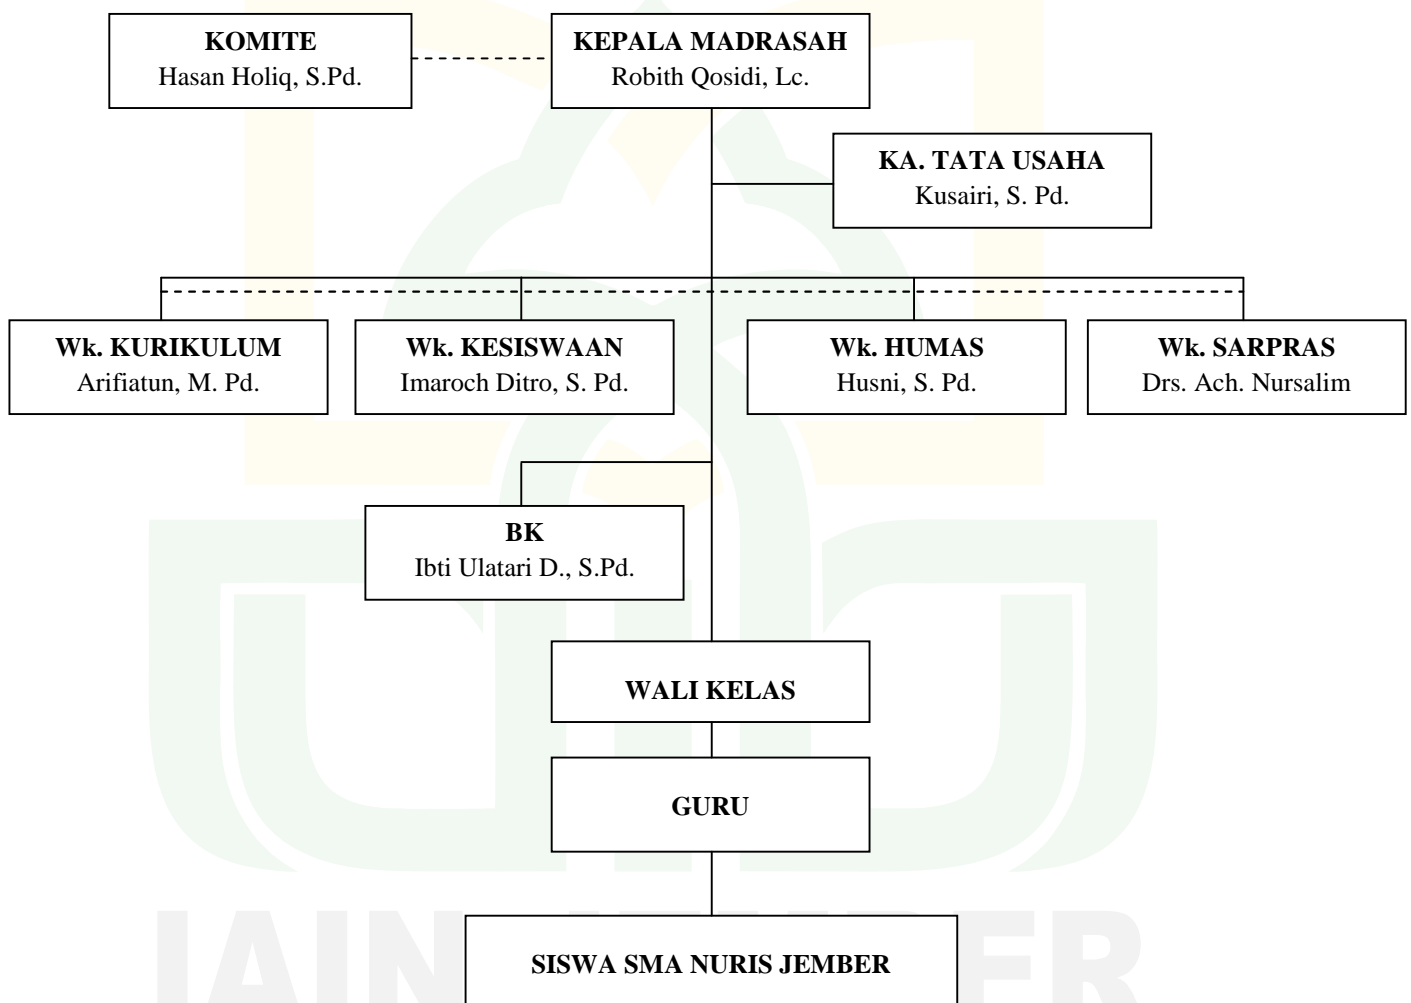 KOMITE
Hasan Holiq, S.Pd.
KEPALA MADRASAH
Robith Qosidi, Lc.
KA. TATA USAHA
Kusairi, S. Pd.
Wk. KURIKULUM
Arifiatun, M. Pd.
Wk. KESISWAAN
Imaroch Ditro, S. Pd.
Wk. HUMAS
Husni, S. Pd.
Wk. SARPRAS
Drs. Ach. Nursalim
BK
Ibti Ulatari D., S.Pd.
WALI KELAS
GURU
SISWA SMA NURIS JEMBER
IAIN JEMBER